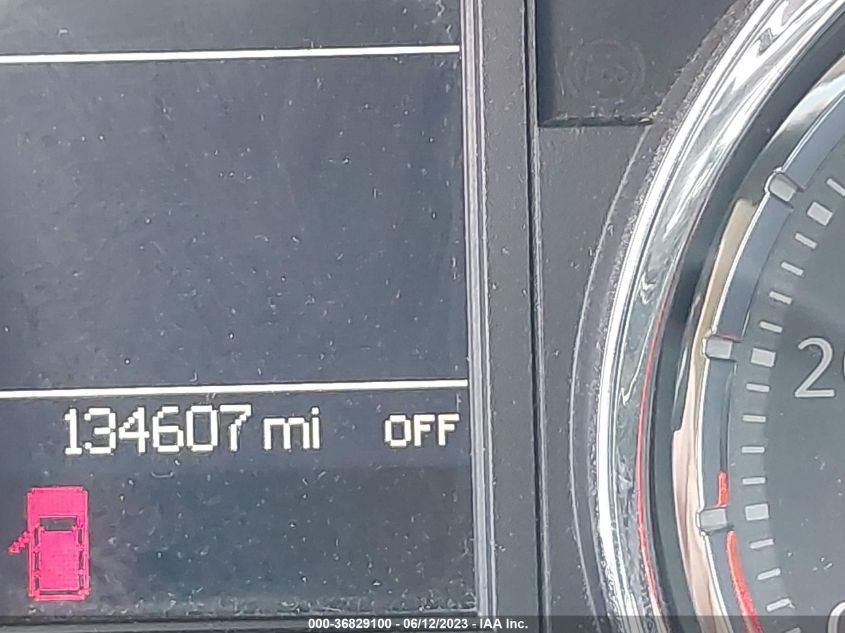 134607 mi OFF
000-36829100 - 06/12/2023 - IAA Inc.